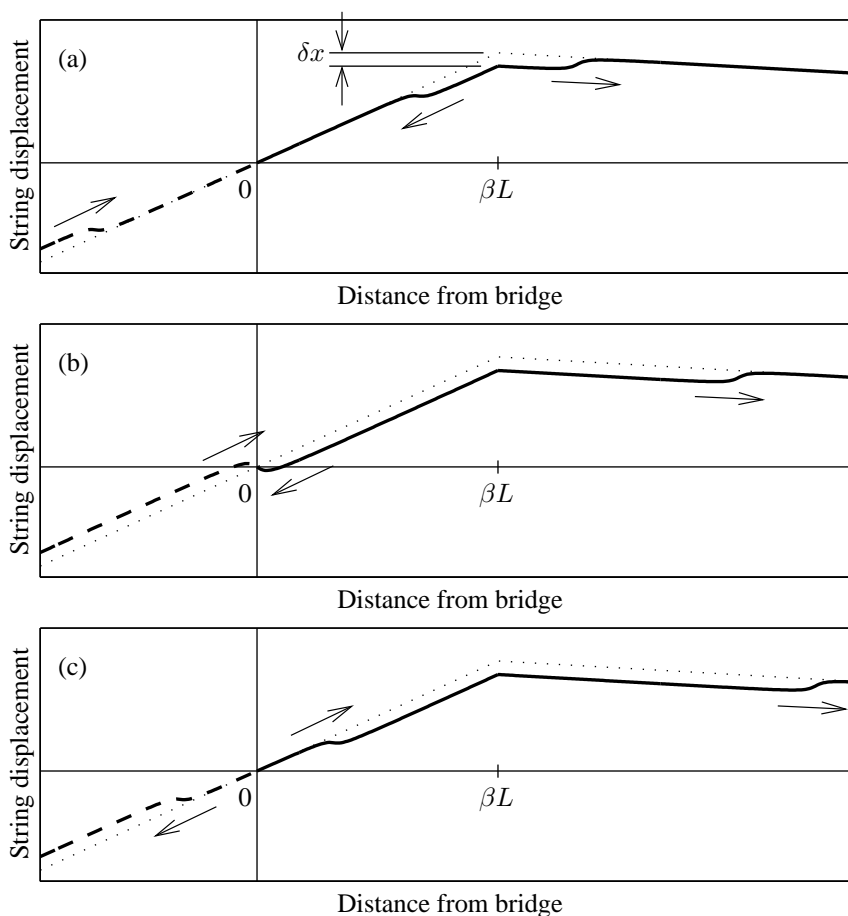 (a)
δx
String displacement
0
βL
Distance from bridge
(b)
String displacement
0
βL
Distance from bridge
(c)
String displacement
0
βL
Distance from bridge